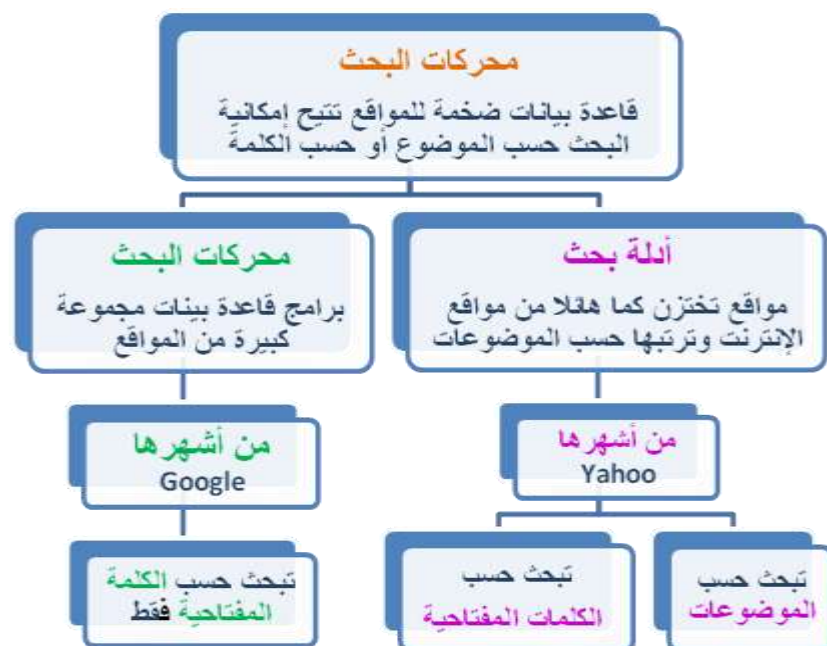 محركات البحث
قاعدة بيانات ضخمة للمواقع تتيح إمكانية
البحث حسب الموضوع أو حسب الكلمة
أدلة بحث
مواقع تختزن كما هائلا من مواقع
الإنترنت وترتبها حسب الموضوعات
محركات البحث
برامج قاعدة بينات مجموعة
كبيرة من المواقع
من أشهرها
Yahoo
من أشهرها
Google
تبحث حسب
الموضوعات
تبحث حسب
الكلمات المفتاحية
تبحث حسب الكلمة
المفتاحية فقط